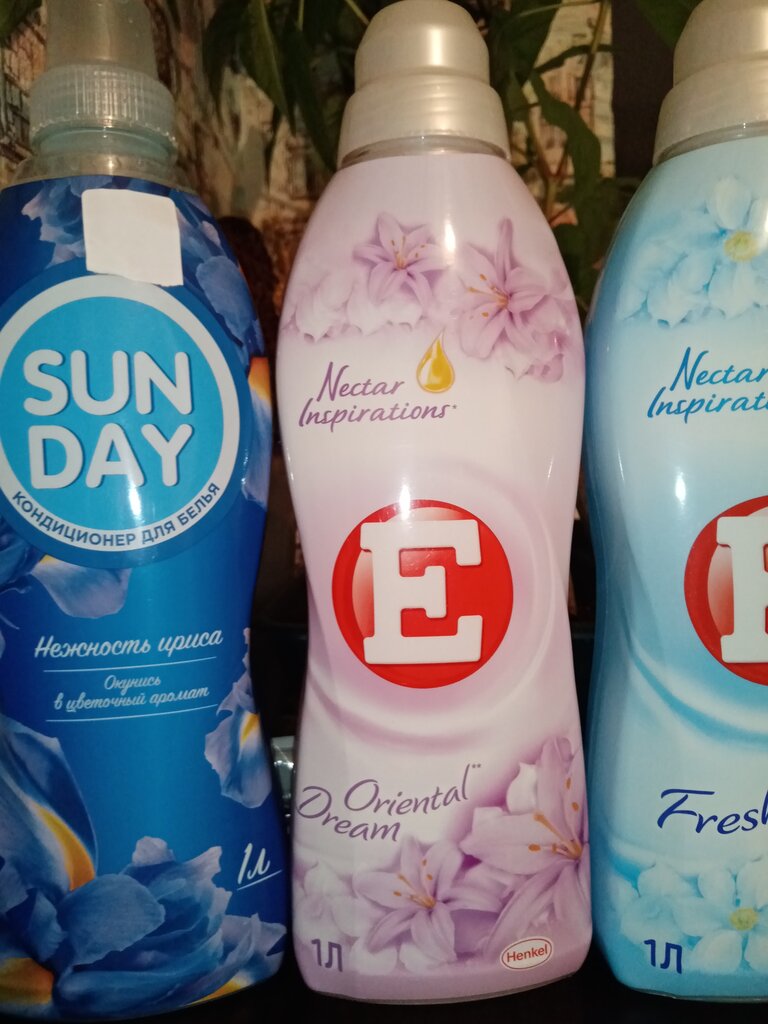 SUN
DAY
КОНДИЦИОНЕР ДЛЯ БЕЛЬЯ
Нежность ириса
Окунись
в цветочный аромат
1л
Nectar
Inspirations*
E
Oriental**
Dream
1Л
Henkel
Nectar
Inspirat
E
Fresh
1Л